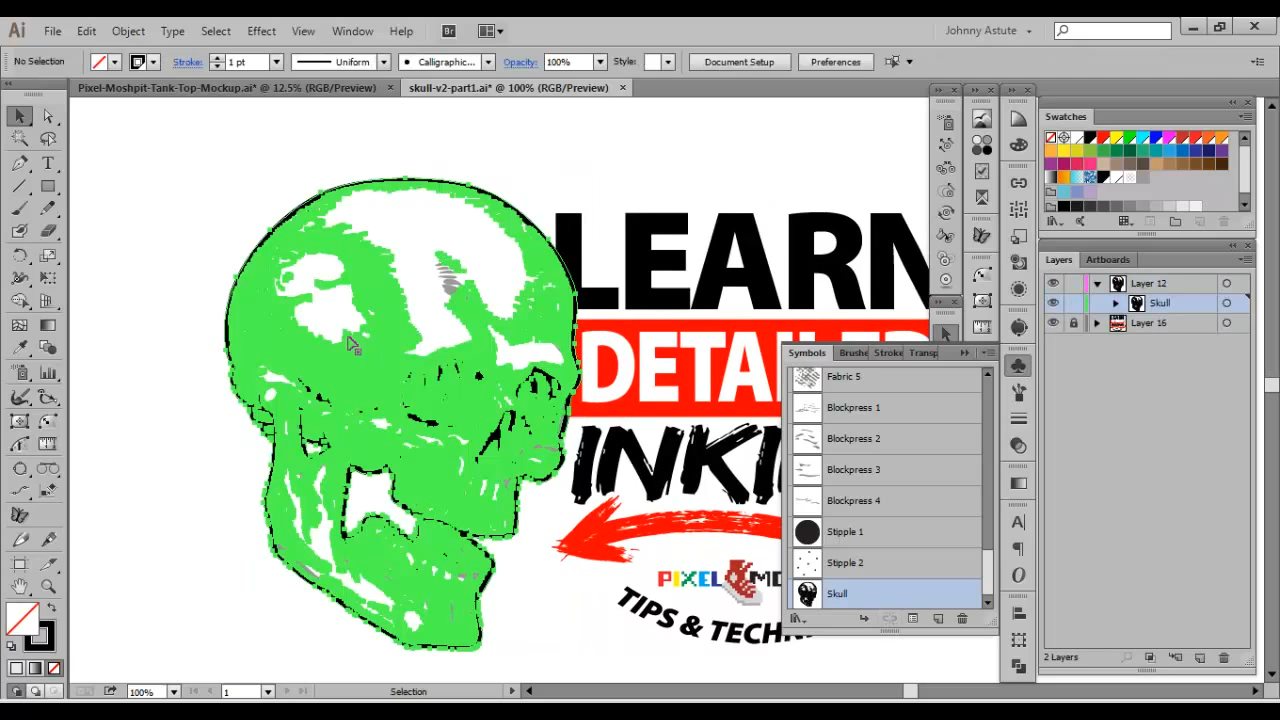 Ai File Edit Object Type Select Effect View Window Help Br Johnny Astute
No Selection Stroke: 1 pt Uniform Calligraphic... Opacity: 100% Style: Document Setup Preferences
Pixel-Moshpit-Tank-Top-Mockup.ai* @ 12.5% (RGB/Preview) skull-v2-part1.ai* @ 100% (RGB/Preview)
Swatches
LEARN
DETAILED
INKI
PIXEL MO
TIPS & TECHN
Symbols Brushe Stroke Transp
Fabric 5
Blockpress 1
Blockpress 2
Blockpress 3
Blockpress 4
Stipple 1
Stipple 2
Skull
Layers Artboards
Layer 12
Skull
Layer 16
2 Layers
100% 1 Selection